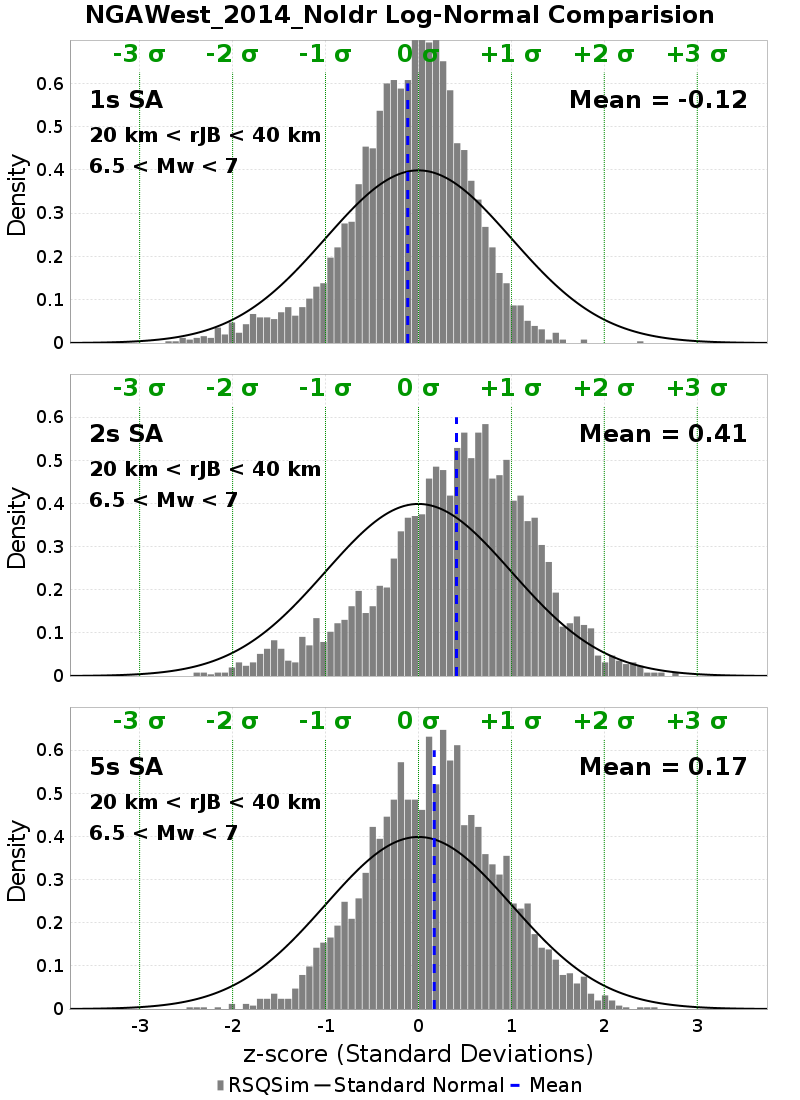 NGAWest_2014_NoIdr Log-Normal Comparision
-3 σ -2 σ -1 σ 0 σ +1 σ +2 σ +3 σ
1s SA
Mean = -0.12
20 km < rJB < 40 km
6.5 < Mw < 7
Density
0.6
0.5
0.4
0.3
0.2
0.1
0
-3 σ -2 σ -1 σ 0 σ +1 σ +2 σ +3 σ
2s SA
Mean = 0.41
20 km < rJB < 40 km
6.5 < Mw < 7
Density
0.6
0.5
0.4
0.3
0.2
0.1
0
-3 σ -2 σ -1 σ 0 σ +1 σ +2 σ +3 σ
5s SA
Mean = 0.17
20 km < rJB < 40 km
6.5 < Mw < 7
Density
0.6
0.5
0.4
0.3
0.2
0.1
0
-3 -2 -1 0 1 2 3
z-score (Standard Deviations)
RSQSim Standard Normal Mean